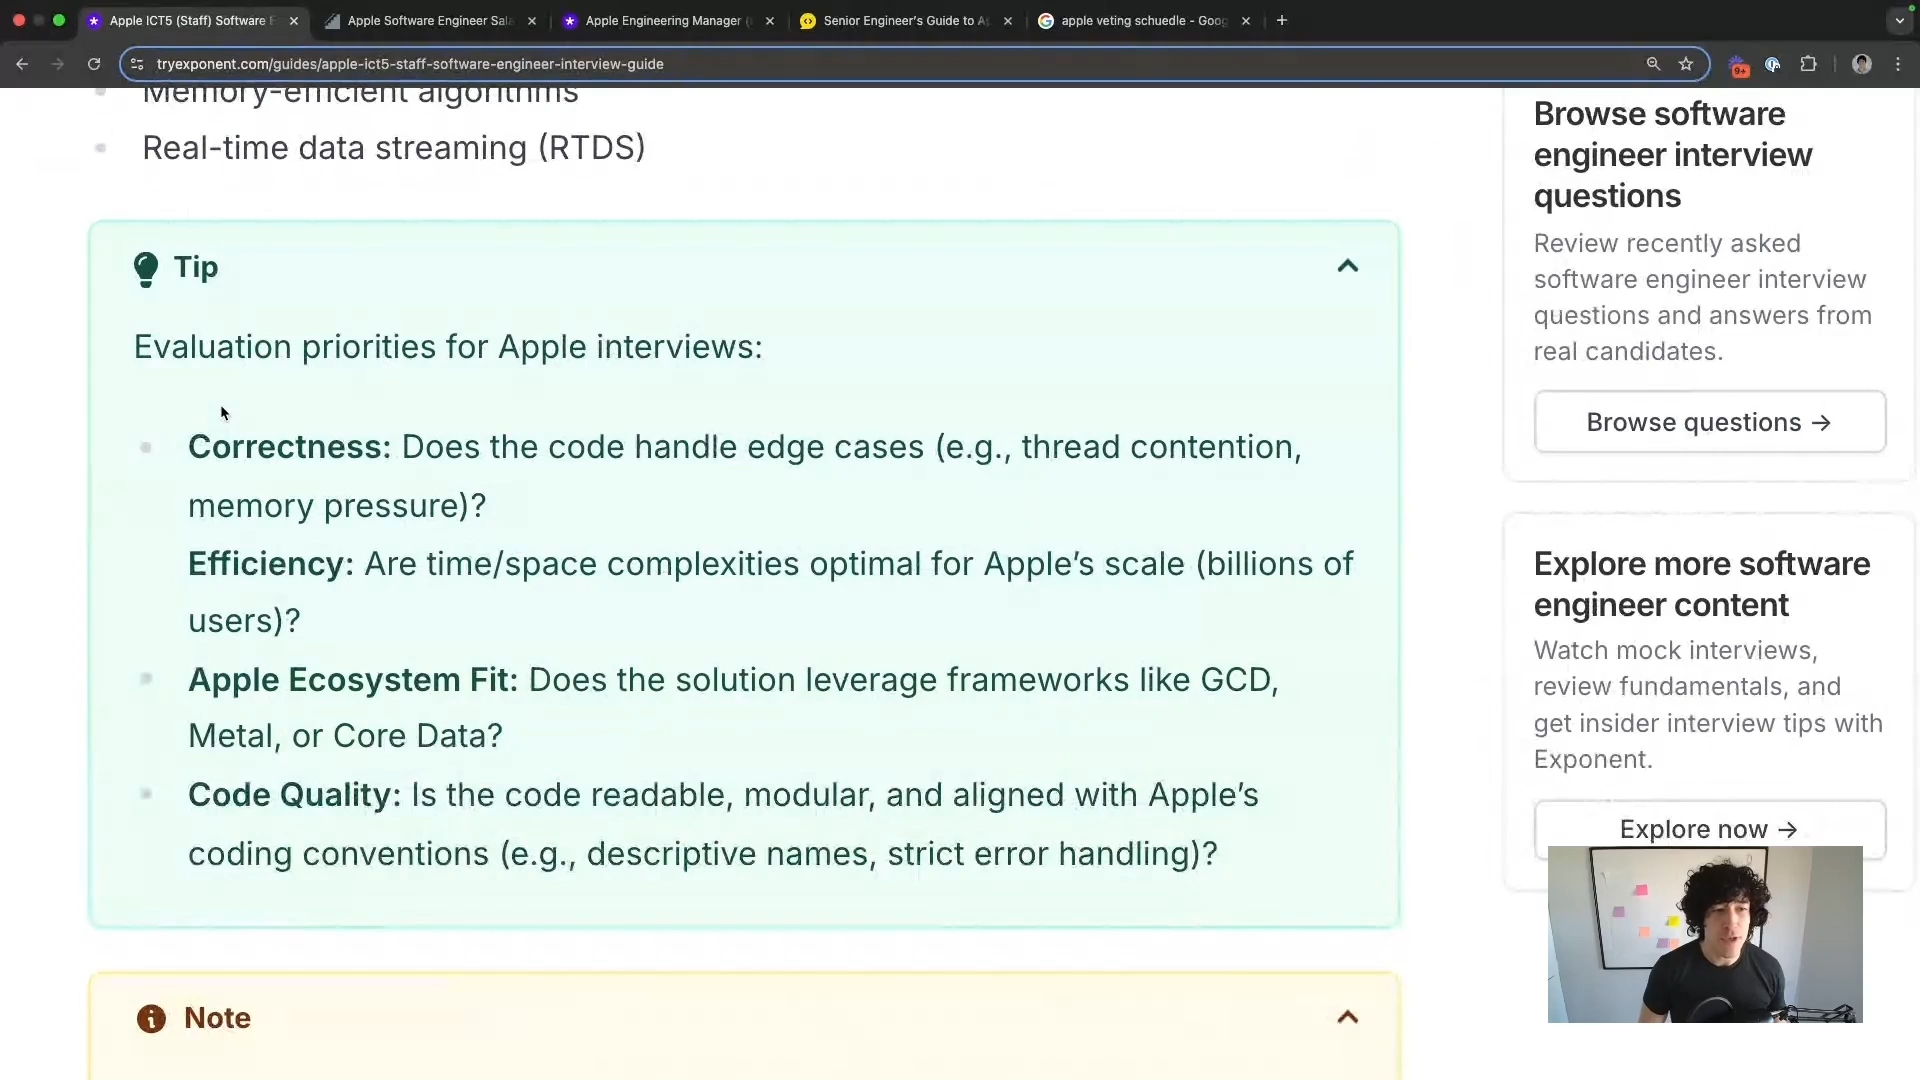 Apple ICT5 (Staff) Software E
Apple Software Engineer Sala
Apple Engineering Manager (
Senior Engineer's Guide to A
apple veting schuedle - Goog
tryexponent.com/guides/apple-ict5-staff-software-engineer-interview-guide
9+
Memory-efficient algorithms
Real-time data streaming (RTDS)
Tip
Evaluation priorities for Apple interviews:
Correctness: Does the code handle edge cases (e.g., thread contention,
memory pressure)?
Efficiency: Are time/space complexities optimal for Apple's scale (billions of
users)?
Apple Ecosystem Fit: Does the solution leverage frameworks like GCD,
Metal, or Core Data?
Code Quality: Is the code readable, modular, and aligned with Apple's
coding conventions (e.g., descriptive names, strict error handling)?
Note
Browse software
engineer interview
questions
Review recently asked
software engineer interview
questions and answers from
real candidates.
Browse questions →
Explore more software
engineer content
Watch mock interviews,
review fundamentals, and
get insider interview tips with
Exponent.
Explore now →